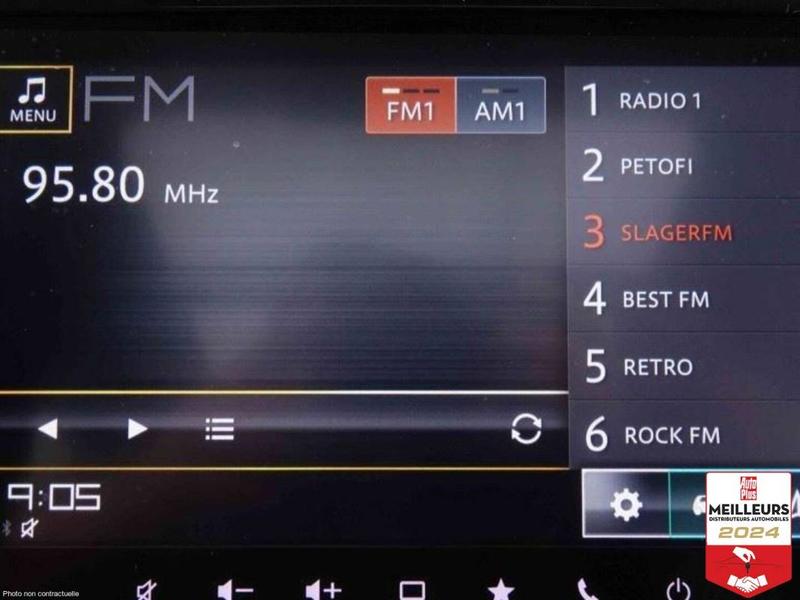 MENU
FM
FM1
AM1
95.80 MHz
1 RADIO 1
2 PETOFI
3 SLAGERFM
4 BEST FM
5 RETRO
6 ROCK FM
9:05
Auto Plus
MEILLEURS
DISTRIBUTEURS AUTOMOBILES
2024
Photo non contractuelle